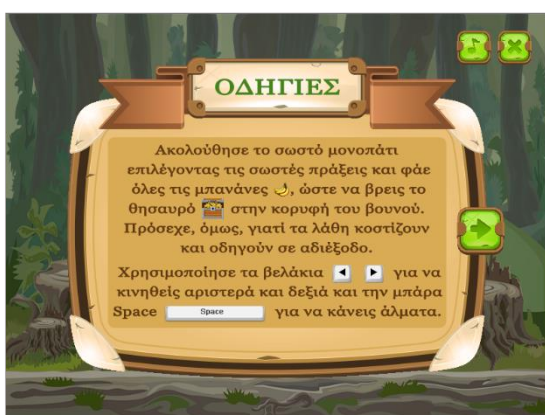 ΟΔΗΓΙΕΣ
Ακολούθησε το σωστό μονοπάτι
επιλέγοντας τις σωστές πράξεις και φάε
όλες τις μπανάνες , ώστε να βρεις το
θησαυρό στην κορυφή του βουνού.
Πρόσεχε, όμως, γιατί τα λάθη κοστίζουν
και οδηγούν σε αδιέξοδο.
Χρησιμοποίησε τα βελάκια για να
κινηθείς αριστερά και δεξιά και την μπάρα
Space Space για να κάνεις άλματα.